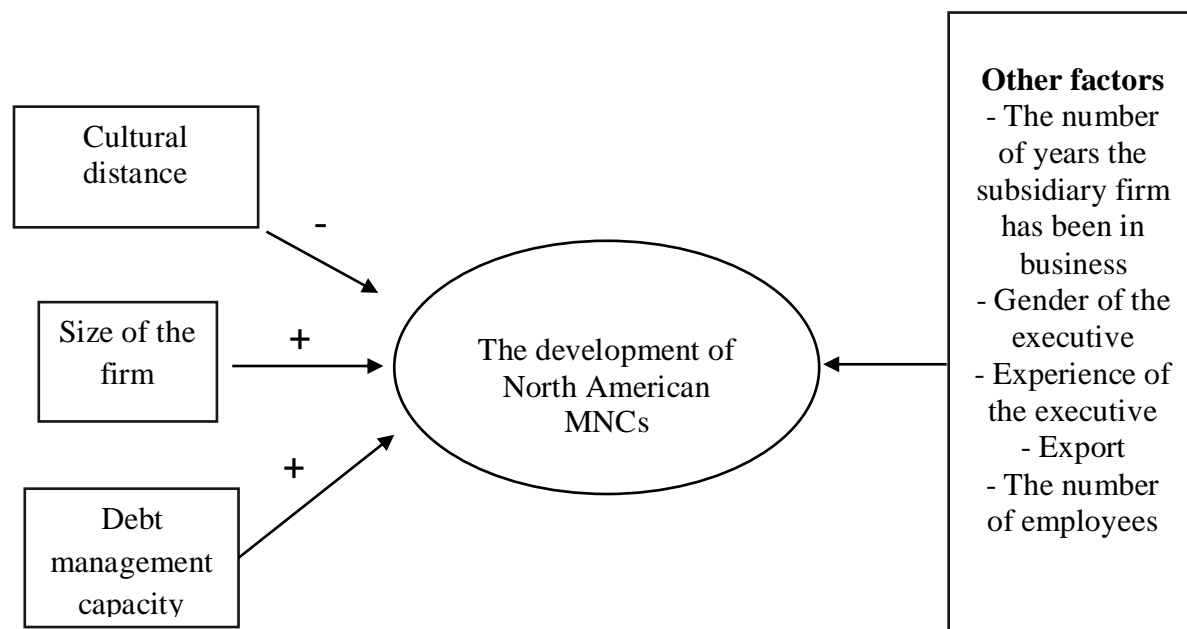 Cultural
distance
-
Size of the
firm
+
Debt
management
capacity
+
The development of
North American
MNCs
Other factors
- The number
of years the
subsidiary firm
has been in
business
- Gender of the
executive
- Experience of
the executive
- Export
- The number
of employees